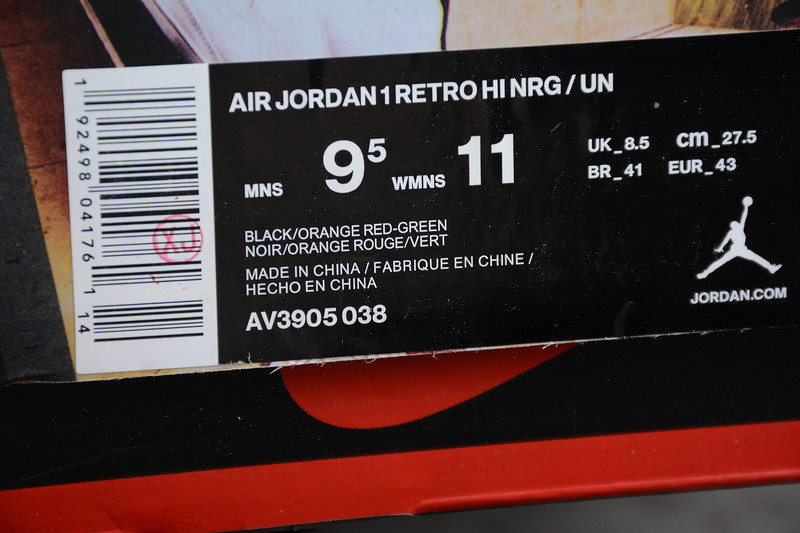 1 92498 04176 1 14
XJ
AIR JORDAN 1 RETRO HI NRG / UN
MNS 9⁵ WMNS 11
UK_8.5 cm_27.5
BR_41 EUR_43
BLACK/ORANGE RED-GREEN
NOIR/ORANGE ROUGE/VERT
MADE IN CHINA / FABRIQUE EN CHINE /
HECHO EN CHINA
AV3905 038
JORDAN.COM